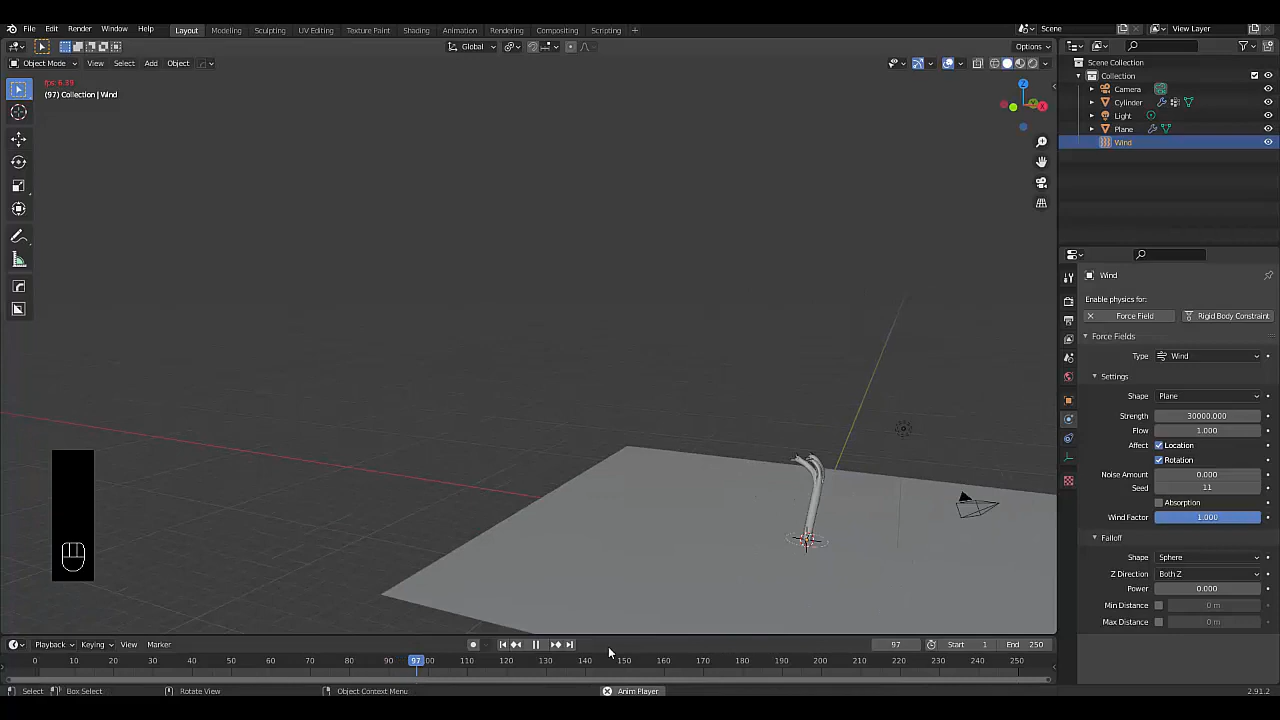 File Edit Render Window Help Layout Modeling Sculpting UV Editing Texture Paint Shading Animation Rendering Compositing Scripting + Scene View Layer
Global Options
Object Mode View Select Add Object
fps: 6.39
(97) Collection | Wind
Z
Y
X
Scene Collection
Collection
Camera
Cylinder
Light
Plane
Wind
Wind
Enable physics for:
Force Field Rigid Body Constraint
Force Fields
Type Wind
Settings
Shape Plane
Strength 30000.000
Flow 1.000
Affect Location
Rotation
Noise Amount 0.000
Seed 11
Absorption
Wind Factor 1.000
Falloff
Shape Sphere
Z Direction Both Z
Power 0.000
Min Distance 0 m
Max Distance 0 m
Playback Keying View Marker 97 Start 1 End 250
0 10 20 30 40 50 60 70 80 90 97 100 110 120 130 140 150 160 170 180 190 200 210 220 230 240 250
Select Box Select Rotate View Object Context Menu Anim Player 2.91.2